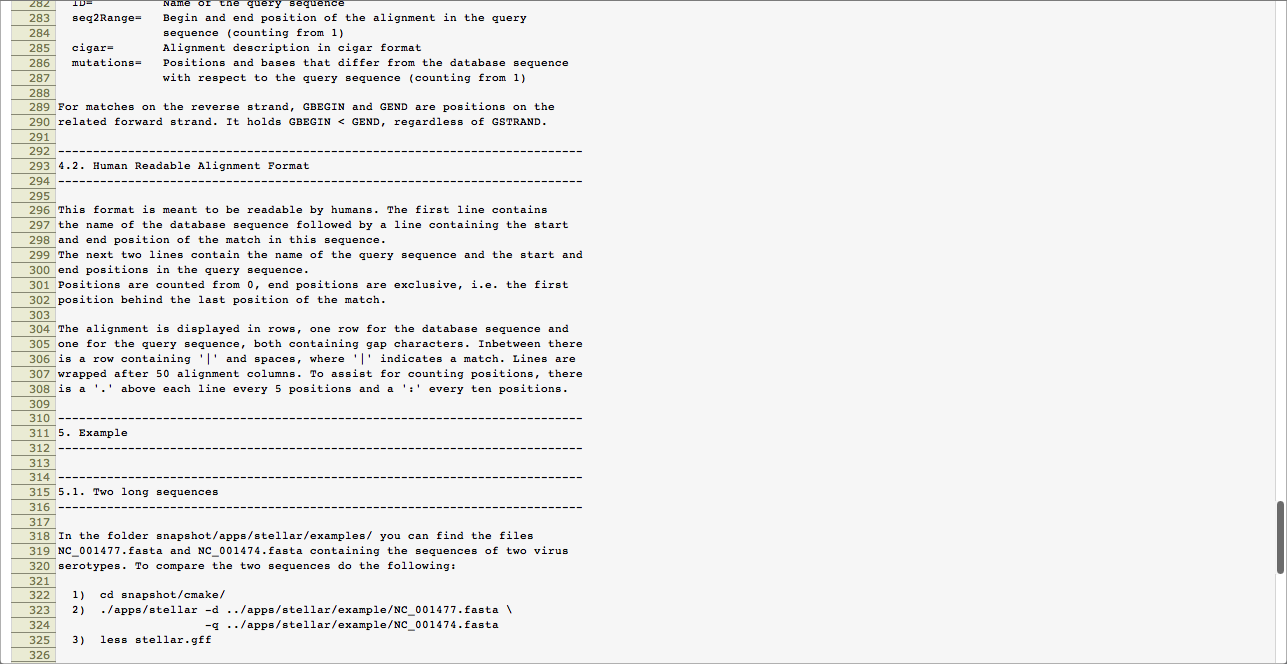 282 ID= Name of the query sequence
283 seq2Range= Begin and end position of the alignment in the query
284 sequence (counting from 1)
285 cigar= Alignment description in cigar format
286 mutations= Positions and bases that differ from the database sequence
287 with respect to the query sequence (counting from 1)
288
289 For matches on the reverse strand, GBEGIN and GEND are positions on the
290 related forward strand. It holds GBEGIN < GEND, regardless of GSTRAND.
291
292 ---------------------------------------------------------------------------
293 4.2. Human Readable Alignment Format
294 ---------------------------------------------------------------------------
295
296 This format is meant to be readable by humans. The first line contains
297 the name of the database sequence followed by a line containing the start
298 and end position of the match in this sequence.
299 The next two lines contain the name of the query sequence and the start and
300 end positions in the query sequence.
301 Positions are counted from 0, end positions are exclusive, i.e. the first
302 position behind the last position of the match.
303
304 The alignment is displayed in rows, one row for the database sequence and
305 one for the query sequence, both containing gap characters. Inbetween there
306 is a row containing '|' and spaces, where '|' indicates a match. Lines are
307 wrapped after 50 alignment columns. To assist for counting positions, there
308 is a '.' above each line every 5 positions and a ':' every ten positions.
309
310 ---------------------------------------------------------------------------
311 5. Example
312 ---------------------------------------------------------------------------
313
314 ---------------------------------------------------------------------------
315 5.1. Two long sequences
316 ---------------------------------------------------------------------------
317
318 In the folder snapshot/apps/stellar/examples/ you can find the files
319 NC_001477.fasta and NC_001474.fasta containing the sequences of two virus
320 serotypes. To compare the two sequences do the following:
321
322 1) cd snapshot/cmake/
323 2) ./apps/stellar -d ../apps/stellar/example/NC_001477.fasta \
324 -q ../apps/stellar/example/NC_001474.fasta
325 3) less stellar.gff
326